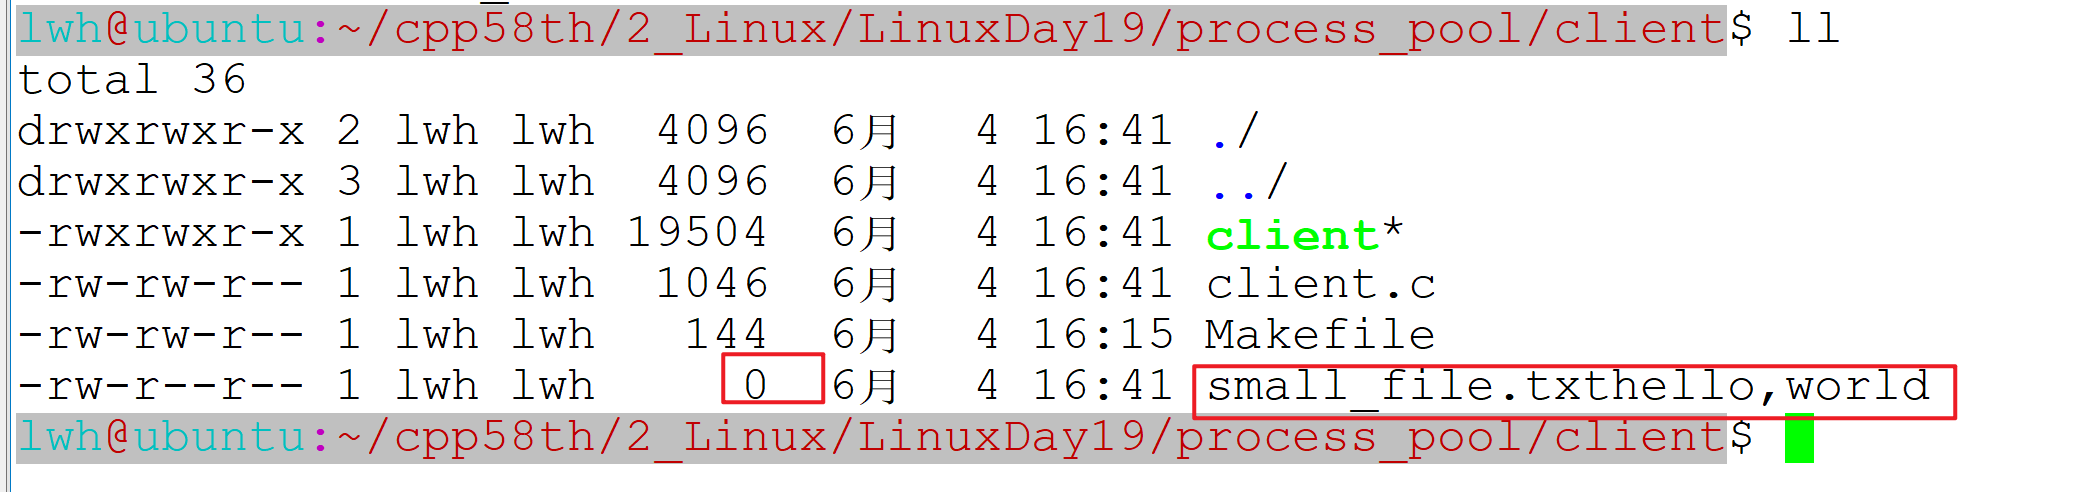 lwh@ubuntu:~/cpp58th/2_Linux/LinuxDay19/process_pool/client$ ll
total 36
drwxrwxr-x 2 lwh lwh  4096  6月   4 16:41 ./
drwxrwxr-x 3 lwh lwh  4096  6月   4 16:41 ../
-rwxrwxr-x 1 lwh lwh 19504  6月   4 16:41 client*
-rw-rw-r-- 1 lwh lwh  1046  6月   4 16:41 client.c
-rw-rw-r-- 1 lwh lwh   144  6月   4 16:15 Makefile
-rw-r--r-- 1 lwh lwh     0  6月   4 16:41 small_file.txthello,world
lwh@ubuntu:~/cpp58th/2_Linux/LinuxDay19/process_pool/client$